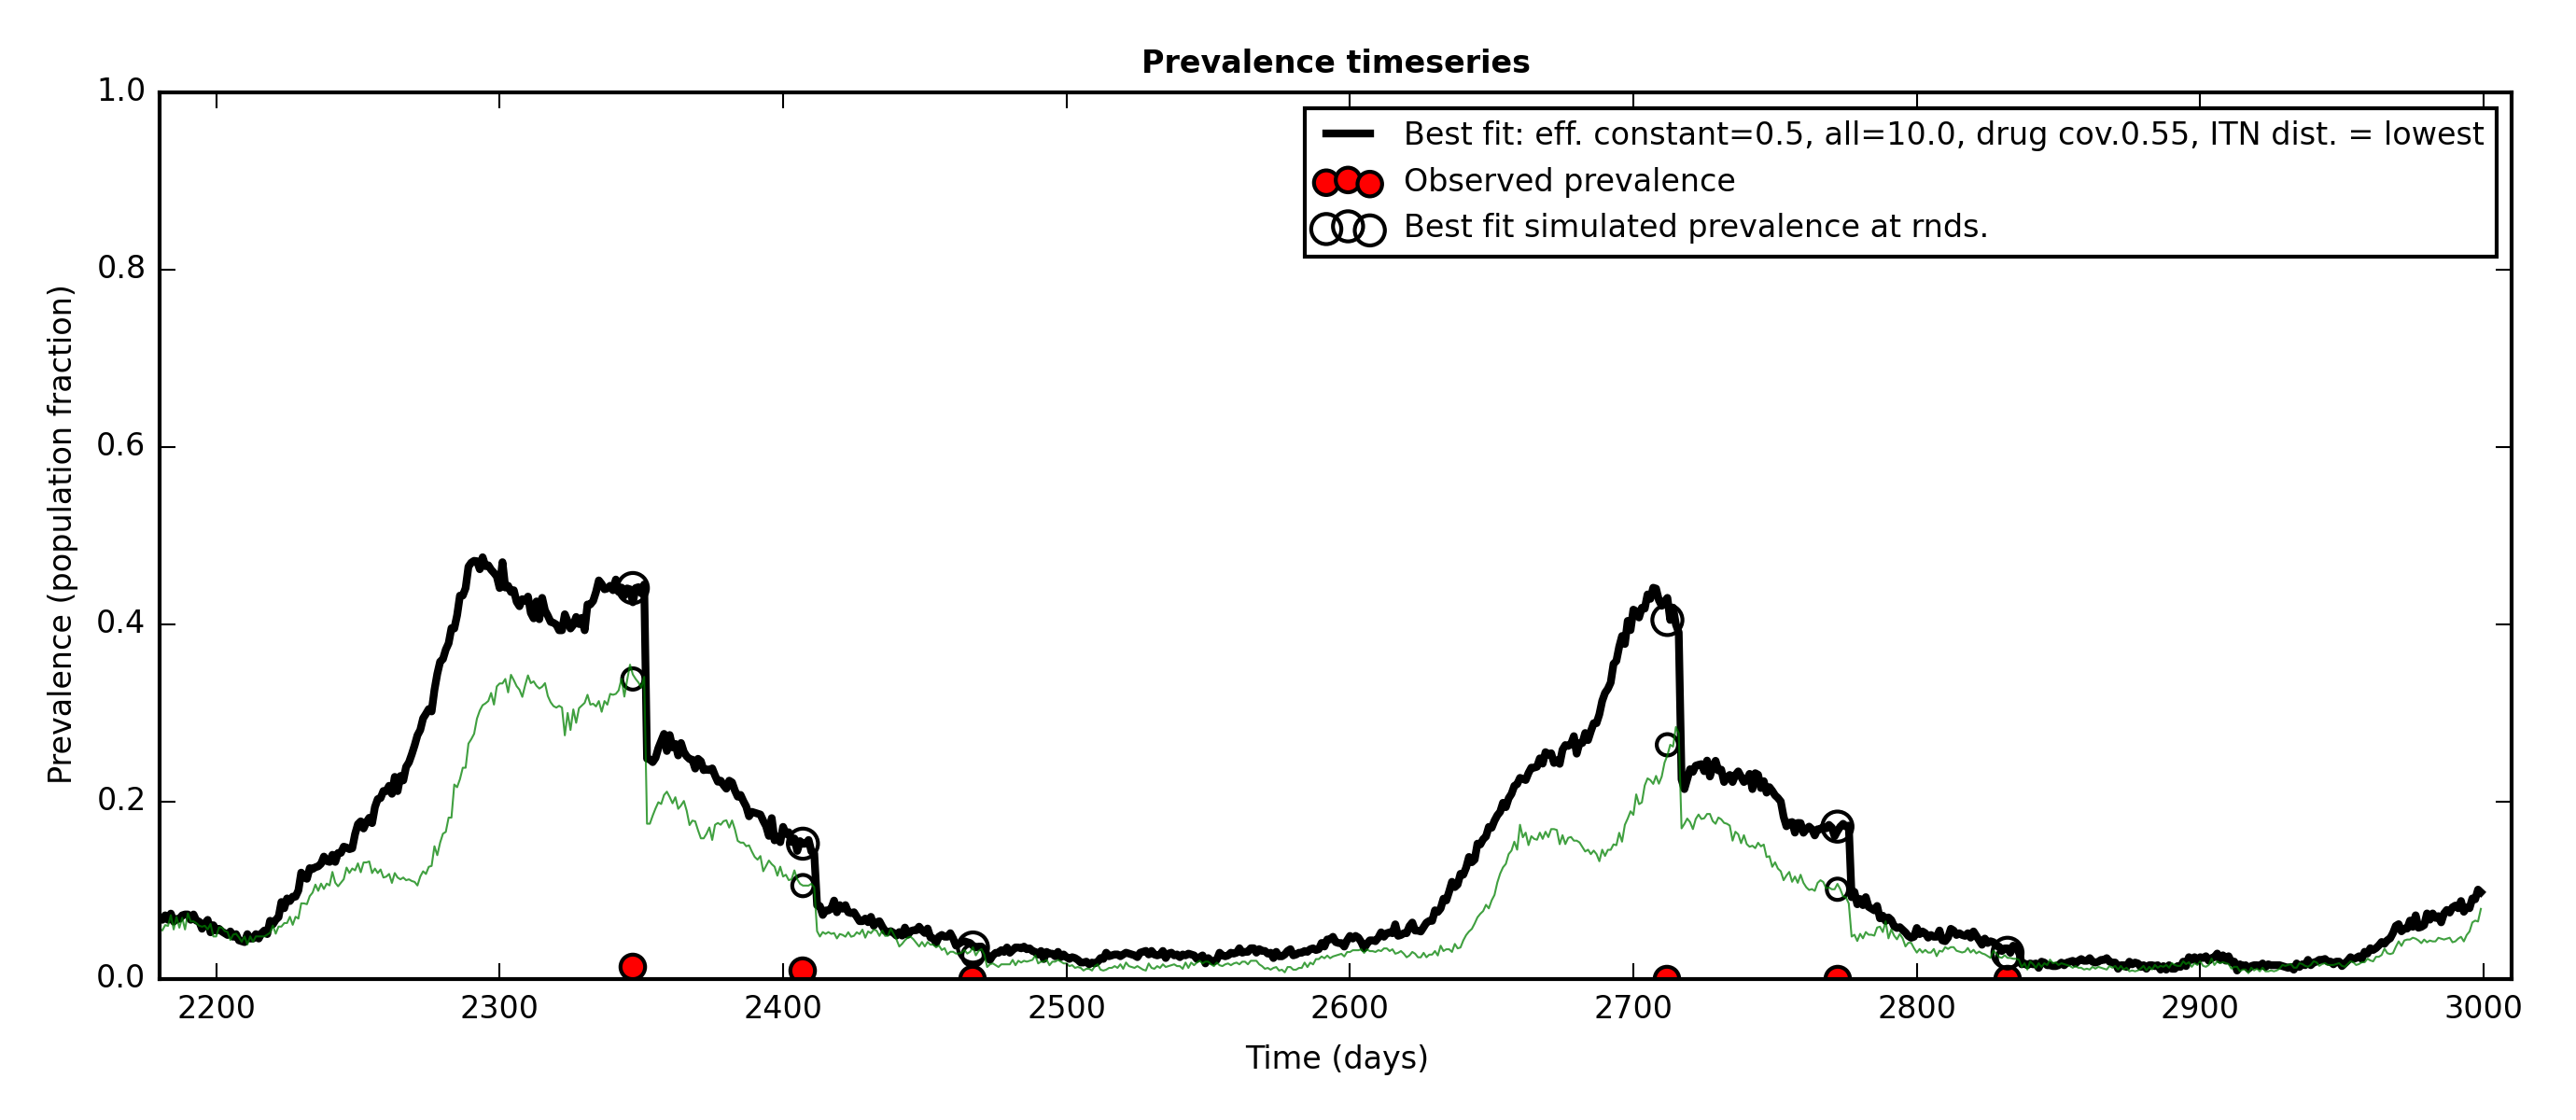 Prevalence timeseries
Best fit: eff. constant=0.5, all=10.0, drug cov.0.55, ITN dist. = lowest
Observed prevalence
Best fit simulated prevalence at rnds.
Prevalence (population fraction)
1.0
0.8
0.6
0.4
0.2
0.0
2200 2300 2400 2500 2600 2700 2800 2900 3000
Time (days)